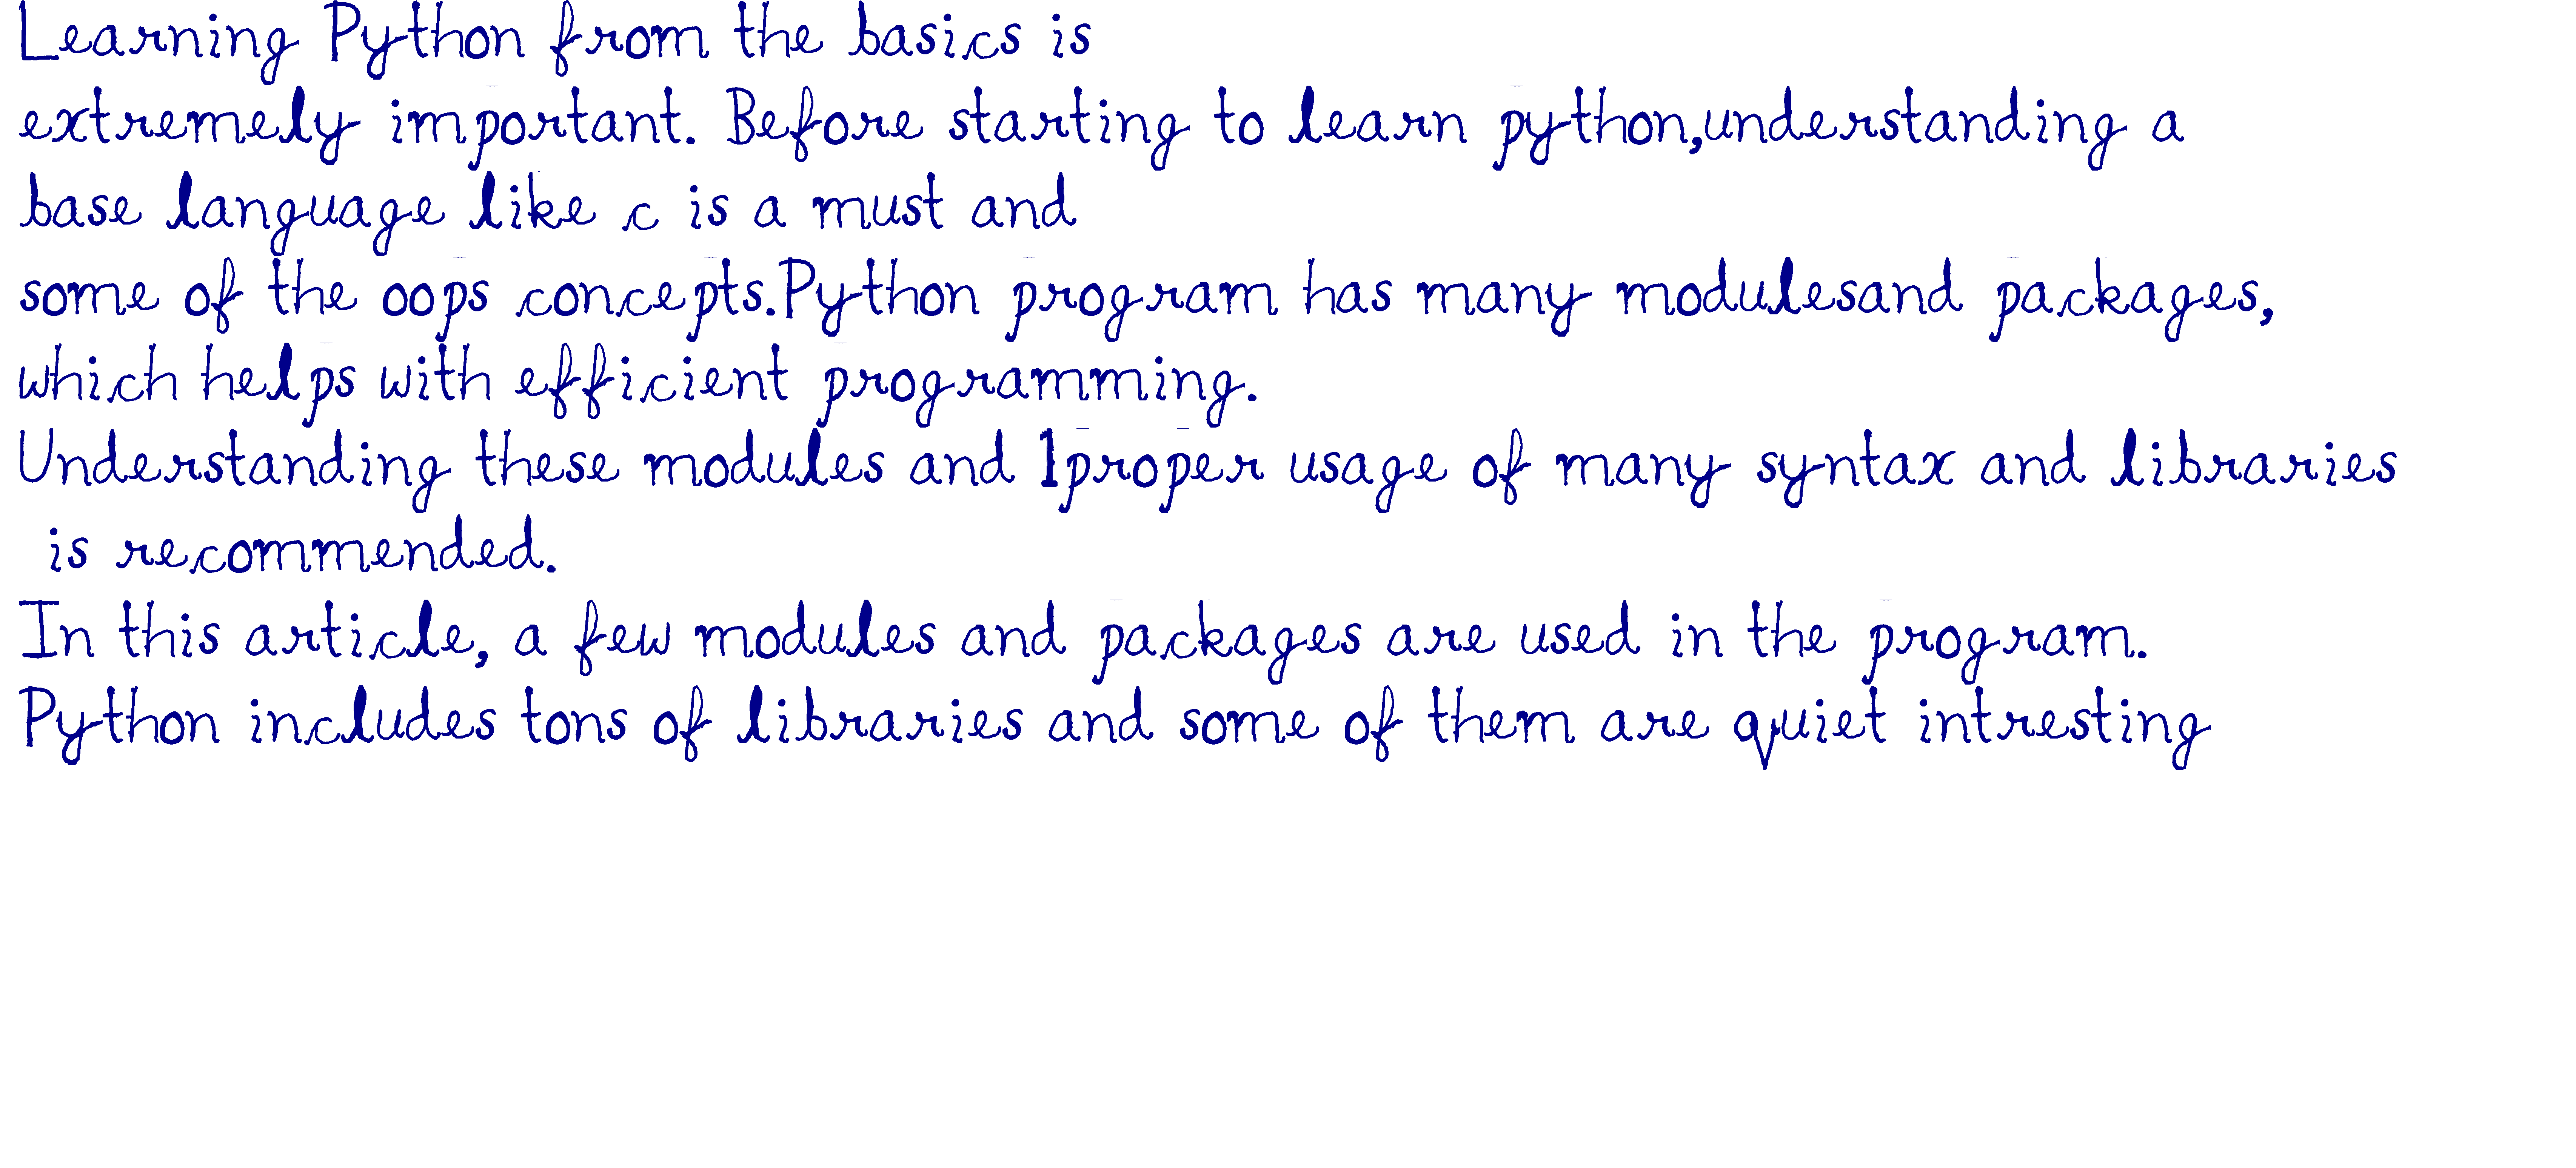 Learning Python from the basics is
extremely important. Before starting to learn python,understanding a
base language like c is a must and
some of the oops concepts.Python program has many modulesand packages,
which helps with efficient programming.
Understanding these modules and 1proper usage of many syntax and libraries
is recommended.
In this article, a few modules and packages are used in the program.
Python includes tons of libraries and some of them are quiet intresting